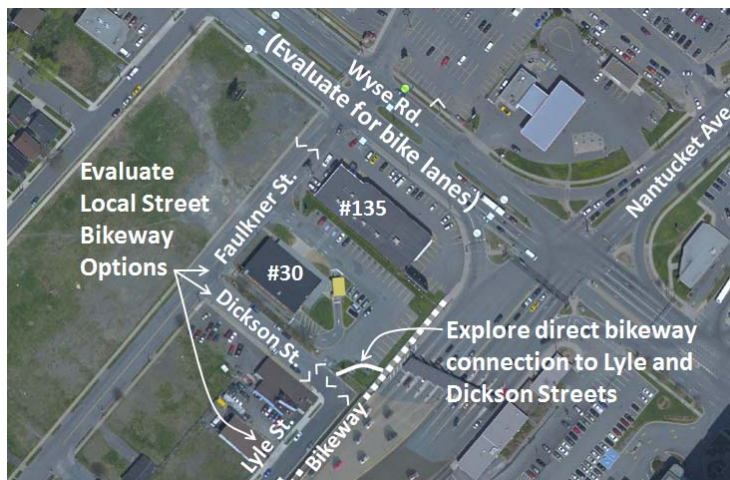 Wyse Rd.
(Evaluate for bike lanes)
Nantucket Ave.
Evaluate
Local Street
Bikeway
Options
Faulkner St.
#135
#30
Dickson St.
Explore direct bikeway
connection to Lyle and
Dickson Streets
Lyle St.
Bikeway